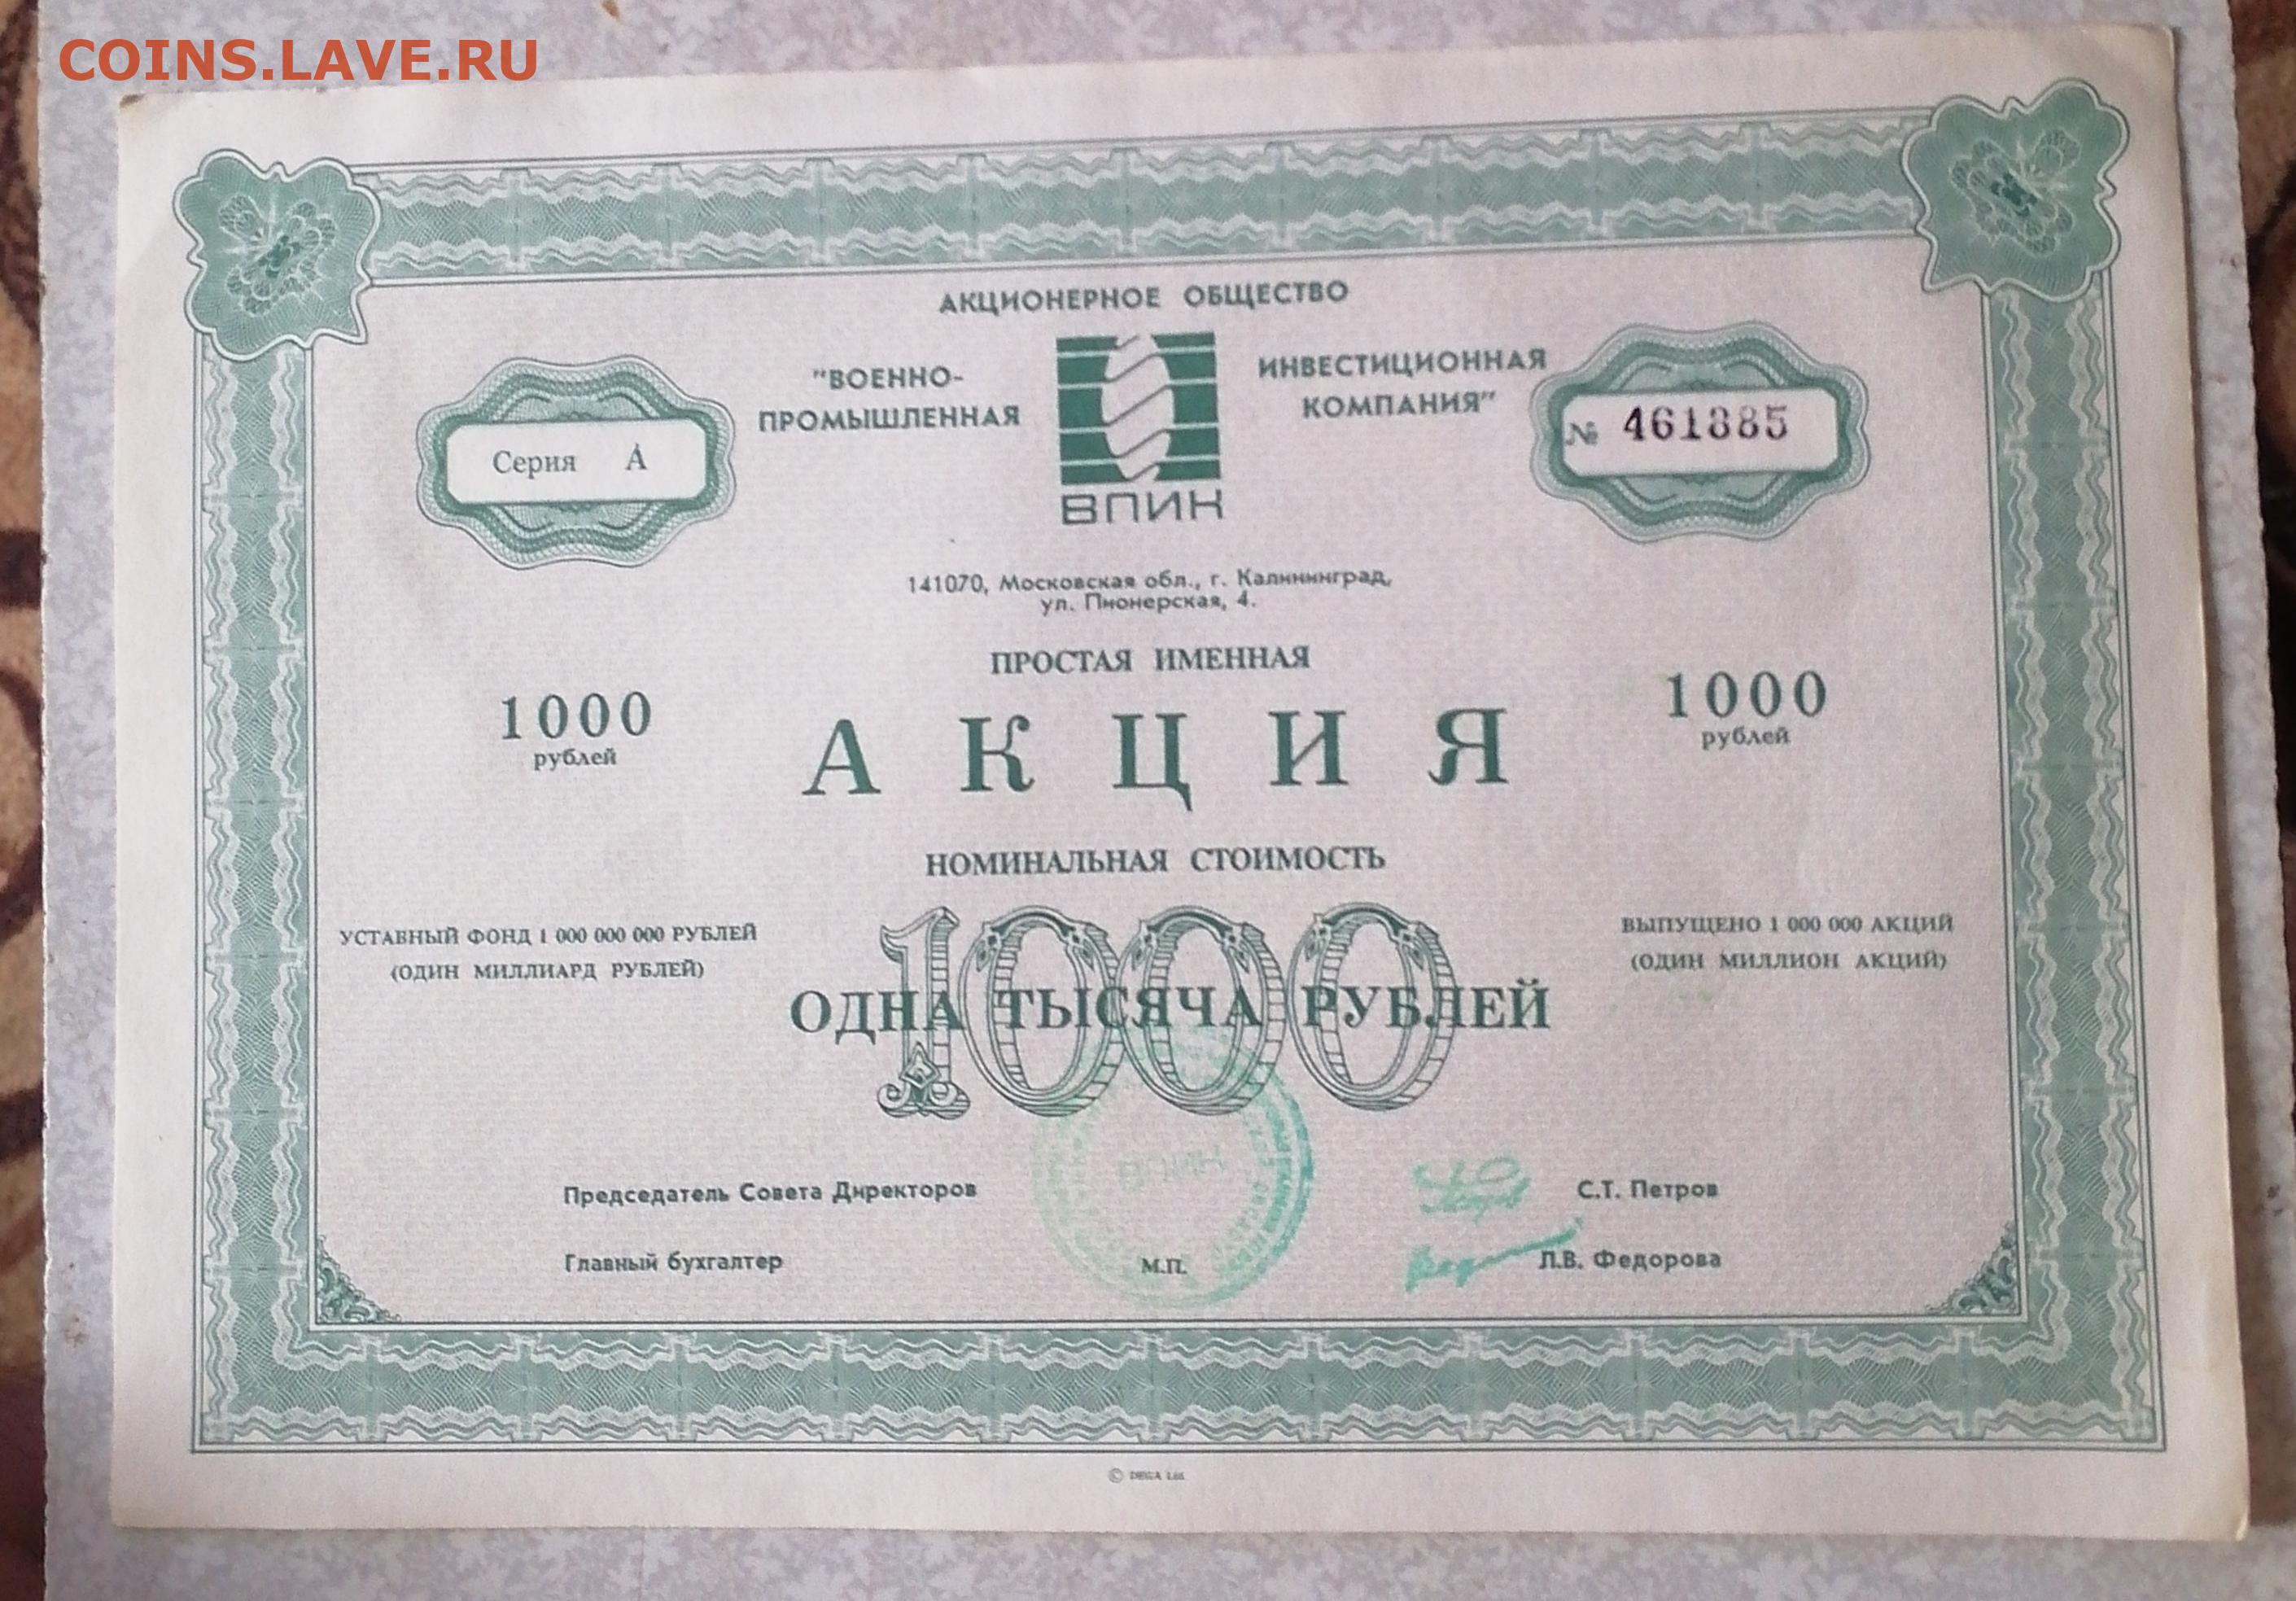 COINS.LAVE.RU
АКЦИОНЕРНОЕ ОБЩЕСТВО
"ВОЕННО-
ПРОМЫШЛЕННАЯ
ИНВЕСТИЦИОННАЯ
КОМПАНИЯ"
ВПИК
Серия А
№ 461885
141070, Московская обл., г. Калининград,
ул. Пионерская, 4.
ПРОСТАЯ ИМЕННАЯ
1000
рублей
АКЦИЯ
1000
рублей
НОМИНАЛЬНАЯ СТОИМОСТЬ
УСТАВНЫЙ ФОНД 1 000 000 000 РУБЛЕЙ
(ОДИН МИЛЛИАРД РУБЛЕЙ)
1000
ОДНА ТЫСЯЧА РУБЛЕЙ
ВЫПУЩЕНО 1 000 000 АКЦИЙ
(ОДИН МИЛЛИОН АКЦИЙ)
ВПИК
Председатель Совета Директоров
С.Т. Петров
Главный бухгалтер
М.П.
Л.В. Федорова
© DEGA Ltd.